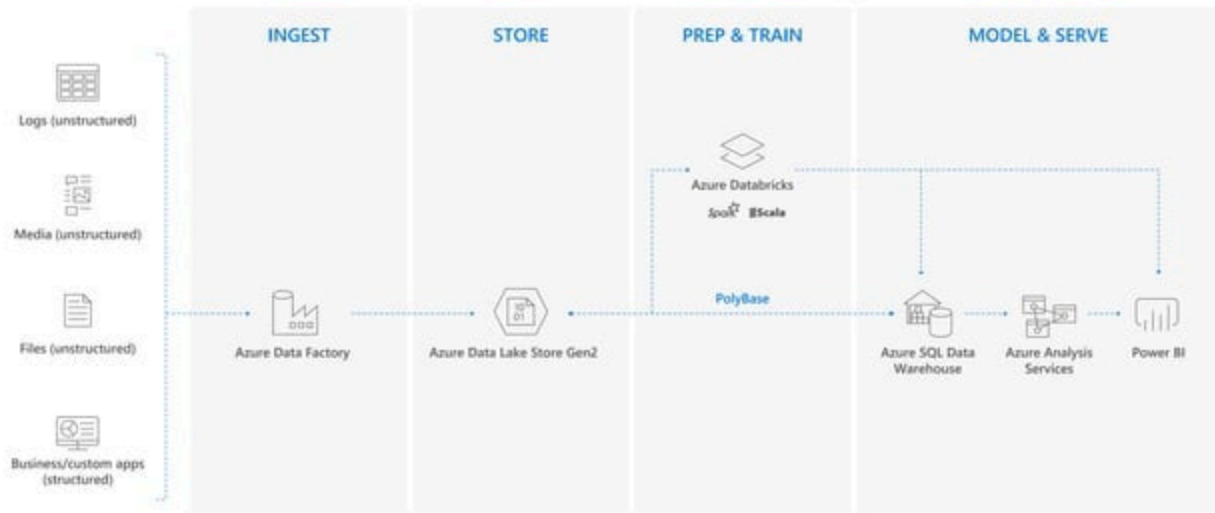 INGEST
STORE
PREP & TRAIN
MODEL & SERVE
Logs (unstructured)
Media (unstructured)
Files (unstructured)
Business/custom apps
(structured)
Azure Data Factory
Azure Data Lake Store Gen2
Azure Databricks
Spark Scala
PolyBase
Azure SQL Data
Warehouse
Azure Analysis
Services
Power BI